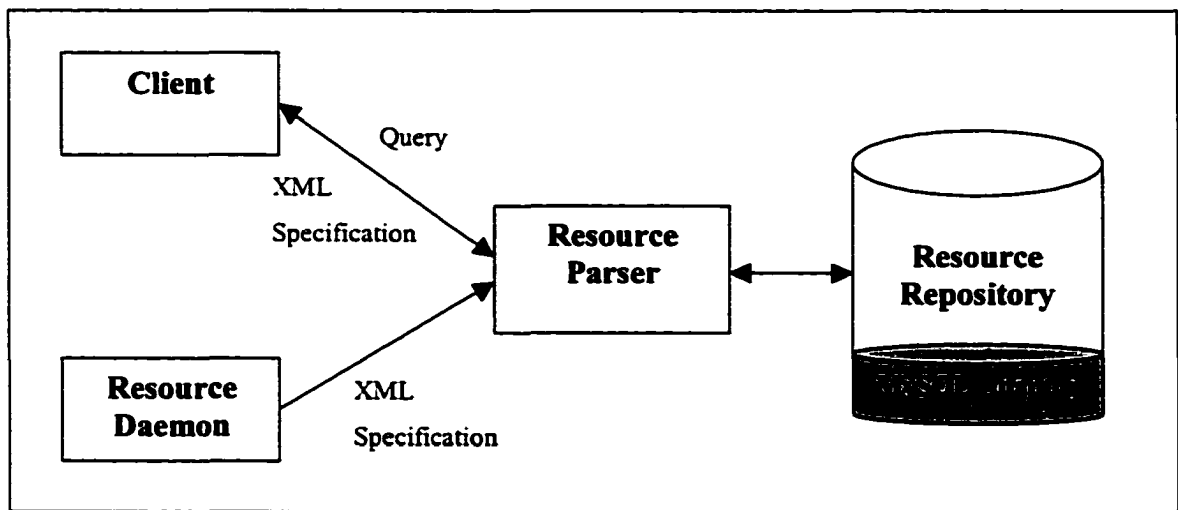 Client
Query
XML
Specification
Resource
Parser
Resource
Repository
Resource
Daemon
XML
Specification